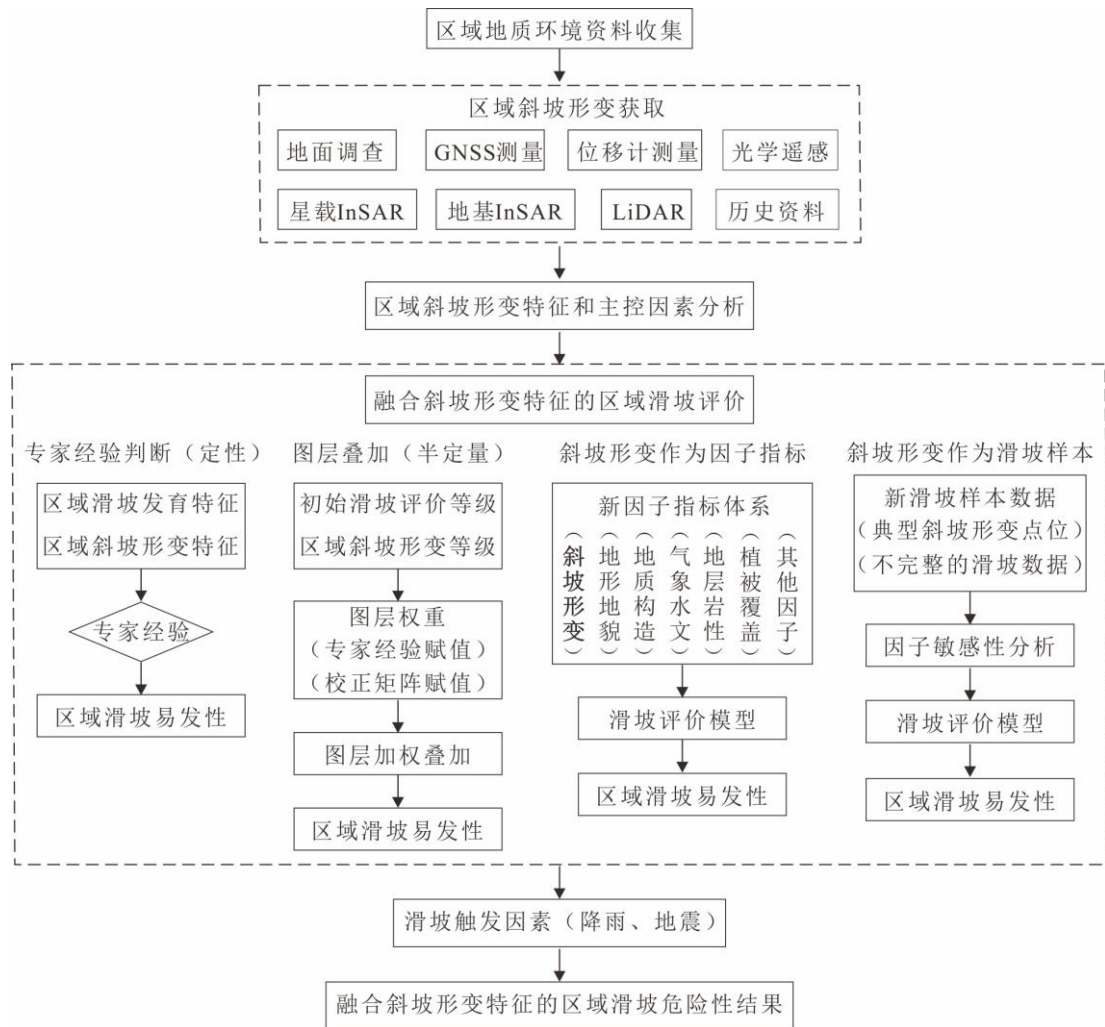 区域地质环境资料收集
区域斜坡形变获取
地面调查
GNSS测量
位移计测量
光学遥感
星载InSAR
地基InSAR
LiDAR
历史资料
区域斜坡形变特征和主控因素分析
融合斜坡形变特征的区域滑坡评价
专家经验判断（定性）
区域滑坡发育特征
区域斜坡形变特征
专家经验
区域滑坡易发性
图层叠加（半定量）
初始滑坡评价等级
区域斜坡形变等级
图层权重
（专家经验赋值）
（校正矩阵赋值）
图层加权叠加
区域滑坡易发性
斜坡形变作为因子指标
新因子指标体系
（斜坡形变）
（地形地貌）
（地质构造）
（气象水文）
（地层岩性）
（植被覆盖）
（其他因子）
滑坡评价模型
区域滑坡易发性
斜坡形变作为滑坡样本
新滑坡样本数据
（典型斜坡形变点位）
（不完整的滑坡数据）
因子敏感性分析
滑坡评价模型
区域滑坡易发性
滑坡触发因素（降雨、地震）
融合斜坡形变特征的区域滑坡危险性结果